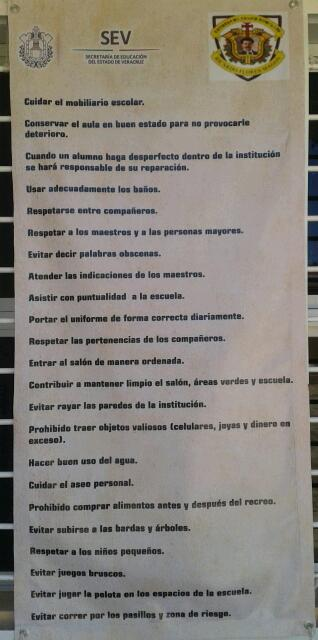 SEV
SECRETARÍA DE EDUCACIÓN
DEL ESTADO DE VERACRUZ
Cuidar el mobiliario escolar.
Conservar el aula en buen estado para no provocarle
deterioro.
Cuando un alumno haga desperfecto dentro de la institución
se hará responsable de su reparación.
Usar adecuadamente los baños.
Respetarse entre compañeros.
Respetar a los maestros y a las personas mayores.
Evitar decir palabras obscenas.
Atender las indicaciones de los maestros.
Asistir con puntualidad a la escuela.
Portar el uniforme de forma correcta diariamente.
Respetar las pertenencias de los compañeros.
Entrar al salón de manera ordenada.
Contribuir a mantener limpio el salón, áreas verdes y escuela.
Evitar rayar las paredes de la institución.
Prohibido traer objetos valiosos (celulares, joyas y dinero en
exceso).
Hacer buen uso del agua.
Cuidar el aseo personal.
Prohibido comprar alimentos antes y después del recreo.
Evitar subirse a las bardas y árboles.
Respetar a los niños pequeños.
Evitar juegos bruscos.
Evitar jugar la pelota en los espacios de la escuela.
Evitar correr por los pasillos y zona de riesgo.